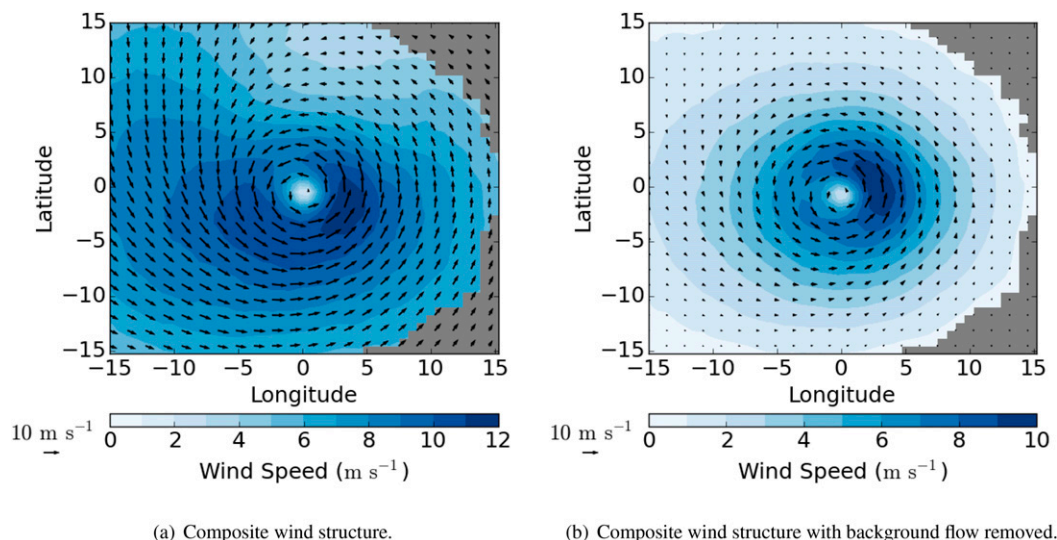 15
10
5
0
−5
−10
−15
Latitude
−15 −10 −5 0 5 10 15
Longitude
10 m s⁻¹
0 2 4 6 8 10 12
Wind Speed (m s⁻¹)
(a) Composite wind structure.
15
10
5
0
−5
−10
−15
Latitude
−15 −10 −5 0 5 10 15
Longitude
10 m s⁻¹
0 2 4 6 8 10
Wind Speed (m s⁻¹)
(b) Composite wind structure with background flow removed.